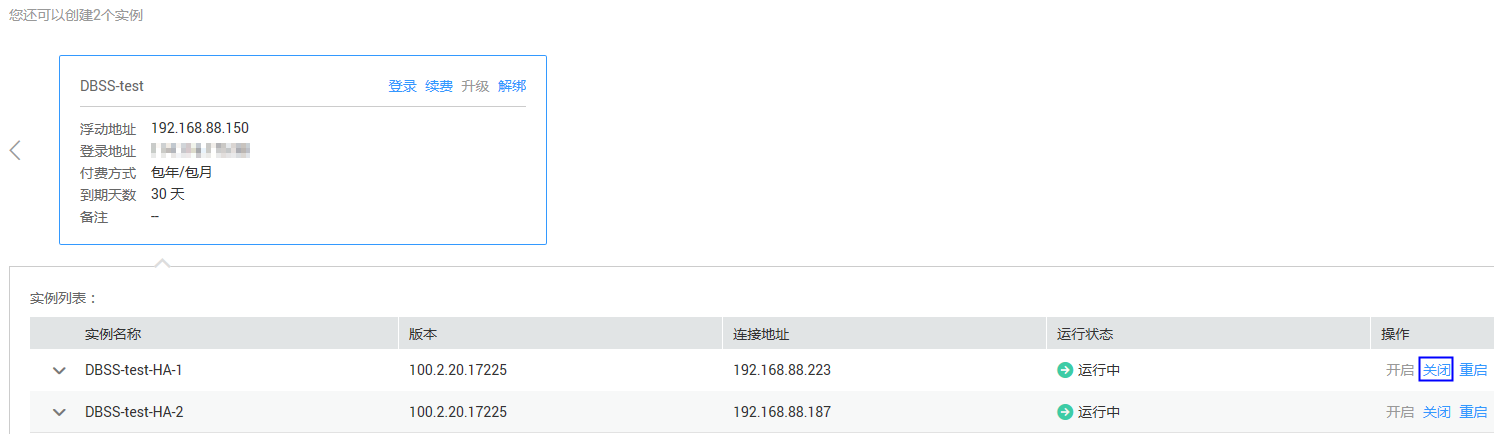 您还可以创建2个实例
DBSS-test 登录 续费 升级 解绑
浮动地址 192.168.88.150
登录地址
付费方式 包年/包月
到期天数 30 天
备注 --
实例列表：
实例名称 版本 连接地址 运行状态 操作
DBSS-test-HA-1 100.2.20.17225 192.168.88.223 运行中 开启 关闭 重启
DBSS-test-HA-2 100.2.20.17225 192.168.88.187 运行中 开启 关闭 重启